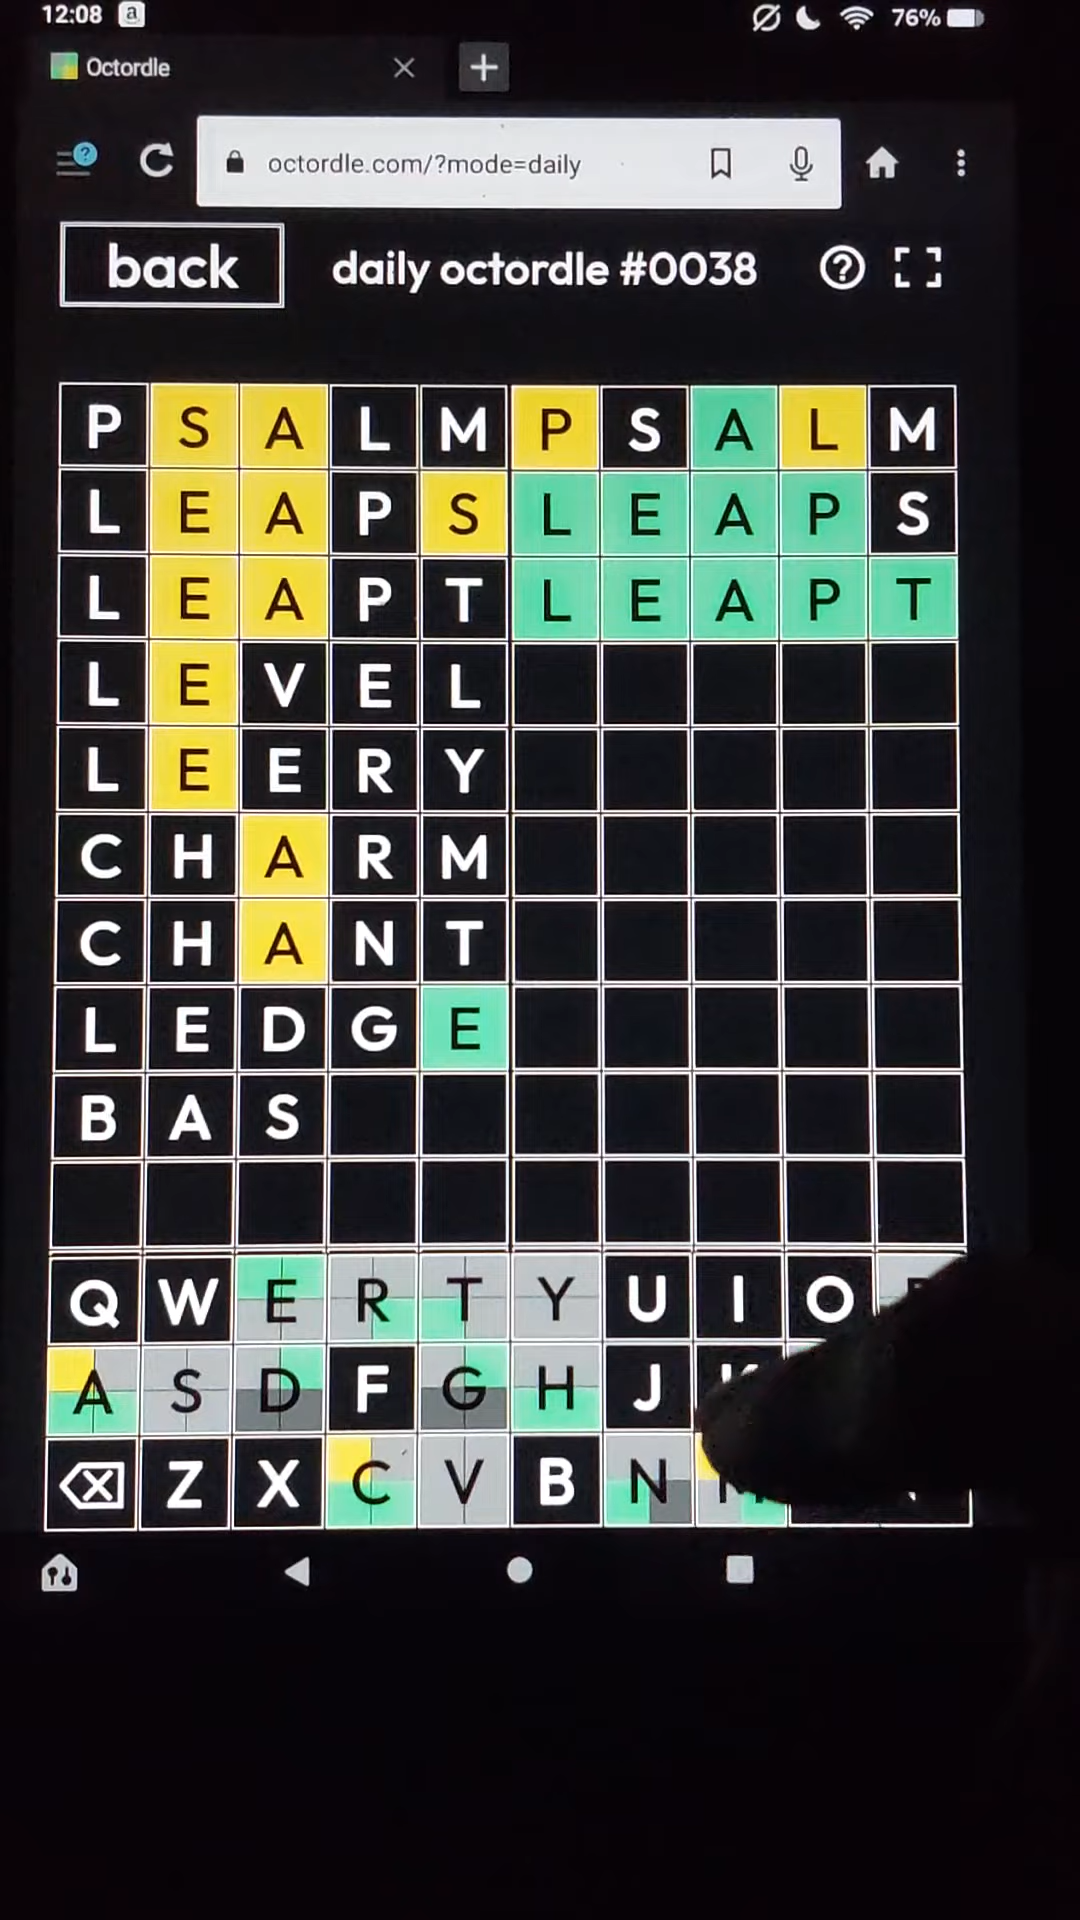 12:08 a 76%
Octordle
octordle.com/?mode=daily
back daily octordle #0038
P S A L M P S A L M
L E A P S L E A P S
L E A P T L E A P T
L E V E L
L E E R Y
C H A R M
C H A N T
L E D G E
B A S
Q W E R T Y U I O
A S D F G H J
Z X C V B N M